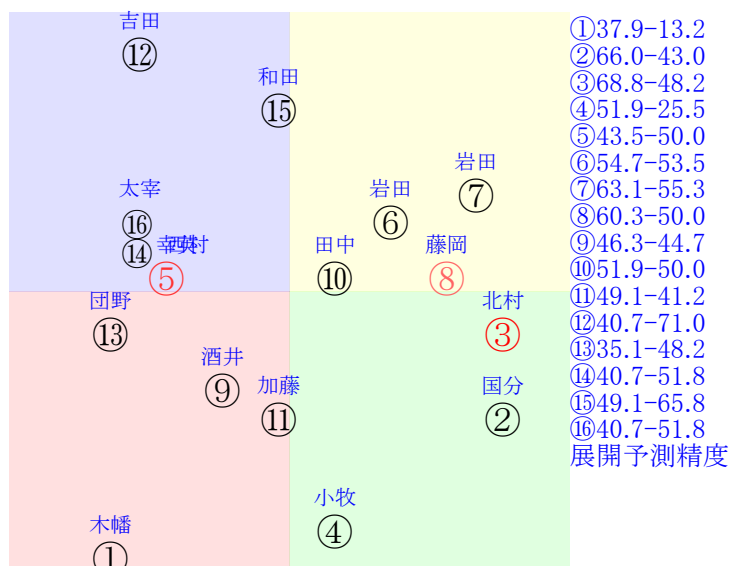 吉田
⑫
和田
⑮
岩田
⑦
太宰
岩田
⑯
⑥
⑭
幸
西村
田中
藤岡
⑤
⑩
⑧
団野
北村
⑬
③
酒井
⑨
加藤
国分
⑪
②
小牧
④
木幡
①
①37.9-13.2
②66.0-43.0
③68.8-48.2
④51.9-25.5
⑤43.5-50.0
⑥54.7-53.5
⑦63.1-55.3
⑧60.3-50.0
⑨46.3-44.7
⑩51.9-50.0
⑪49.1-41.2
⑫40.7-71.0
⑬35.1-48.2
⑭40.7-51.8
⑮49.1-65.8
⑯40.7-51.8
展開予測精度